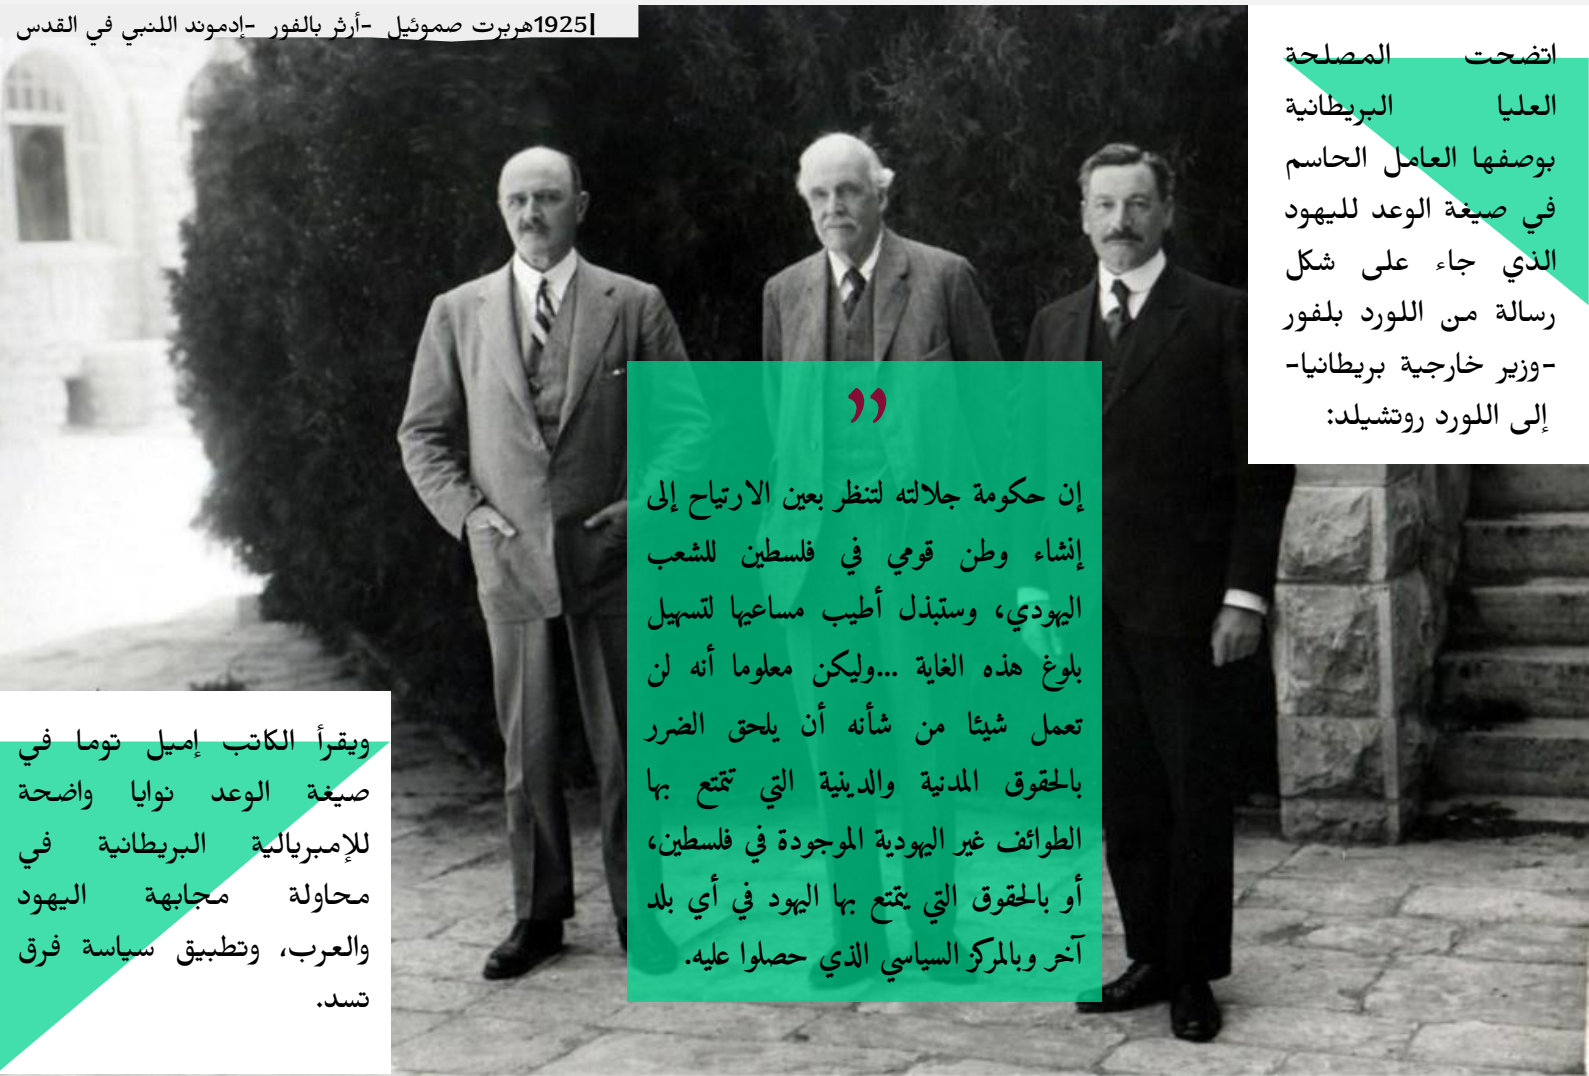 1925هربرت صموئيل -أرثر بالفور -إدموند اللنبي في القدس
اتضحت المصلحة
العليا البريطانية
بوصفها العامل الحاسم
في صيغة الوعد لليهود
الذي جاء على شكل
رسالة من اللورد بلفور
-وزير خارجية بريطانيا-
إلى اللورد روتشيلد:
”
إن حكومة جلالته لتنظر بعين الارتياح إلى
إنشاء وطن قومي في فلسطين للشعب
اليهودي، وستبذل أطيب مساعيها لتسهيل
بلوغ هذه الغاية ...وليكن معلوما أنه لن
تعمل شيئا من شأنه أن يلحق الضرر
بالحقوق المدنية والدينية التي تتمتع بها
الطوائف غير اليهودية الموجودة في فلسطين،
أو بالحقوق التي يتمتع بها اليهود في أي بلد
آخر وبالمركز السياسي الذي حصلوا عليه.
ويقرأ الكاتب إميل توما في
صيغة الوعد نوايا واضحة
للإمبريالية البريطانية في
محاولة مجابهة اليهود
والعرب، وتطبيق سياسة فرق
تسد.